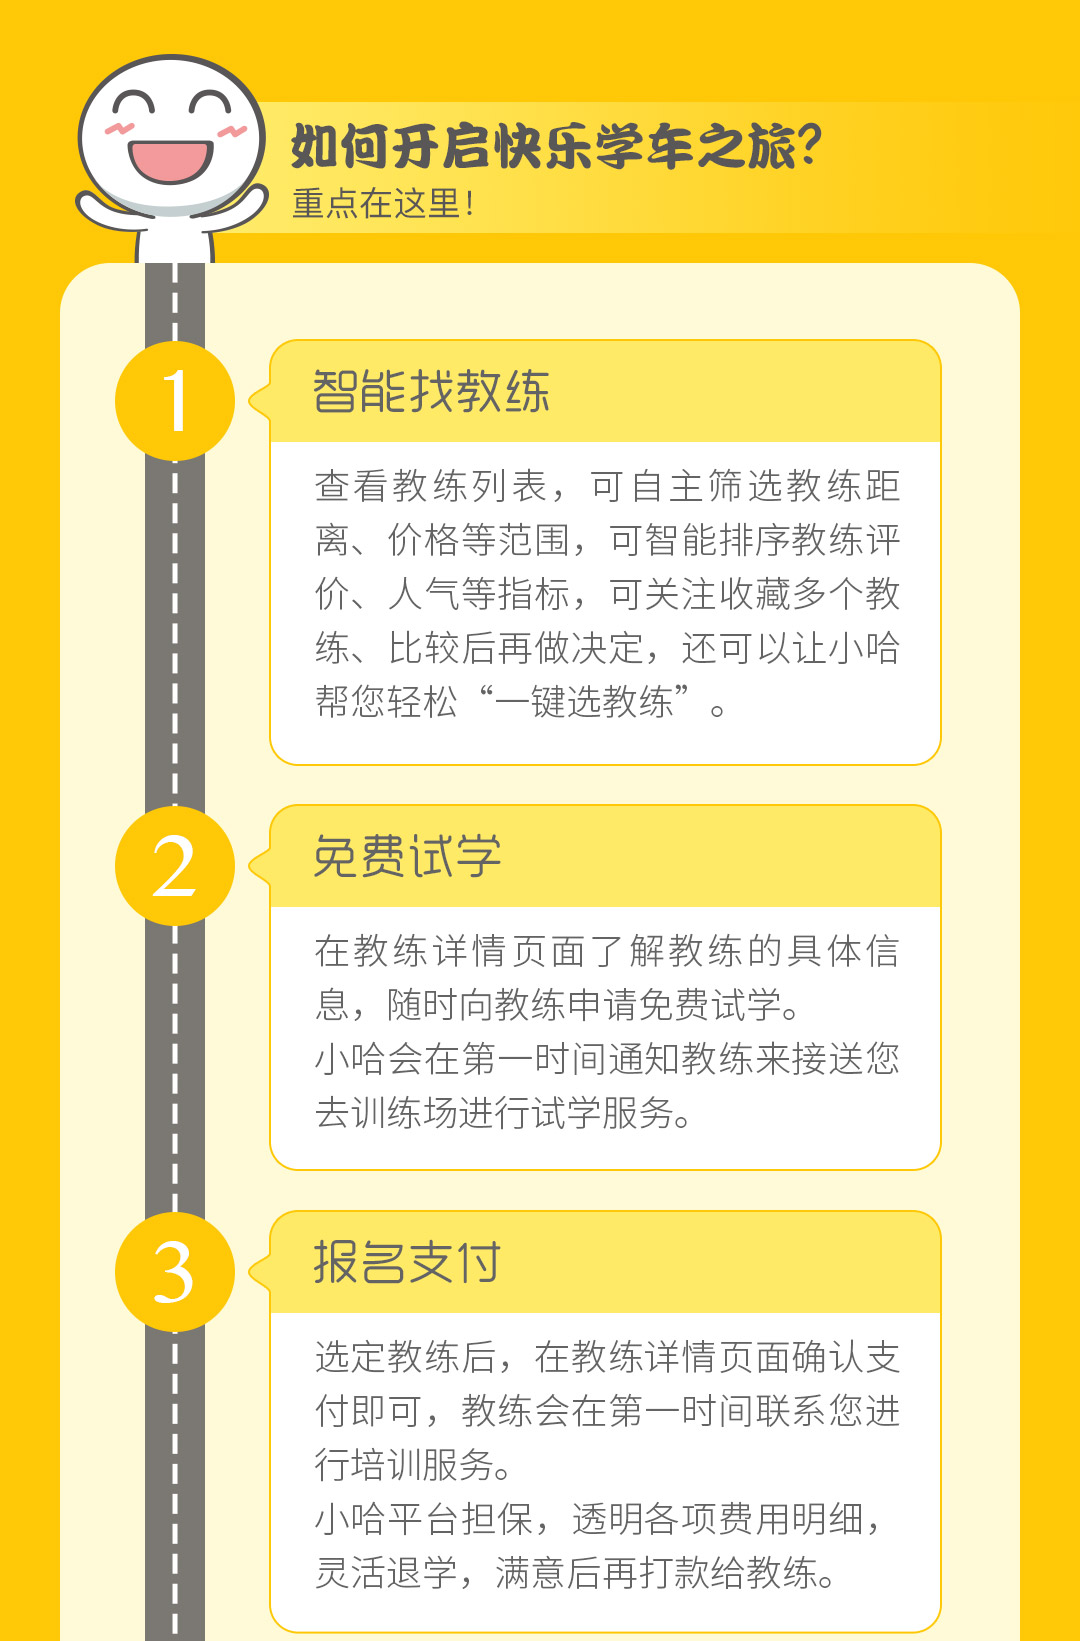 如何开启快乐学车之旅？
重点在这里！
1
智能找教练
查看教练列表，可自主筛选教练距
离、价格等范围，可智能排序教练评
价、人气等指标，可关注收藏多个教
练、比较后再做决定，还可以让小哈
帮您轻松“一键选教练”。
2
免费试学
在教练详情页面了解教练的具体信
息，随时向教练申请免费试学。
小哈会在第一时间通知教练来接送您
去训练场进行试学服务。
3
报名支付
选定教练后，在教练详情页面确认支
付即可，教练会在第一时间联系您进
行培训服务。
小哈平台担保，透明各项费用明细，
灵活退学，满意后再打款给教练。